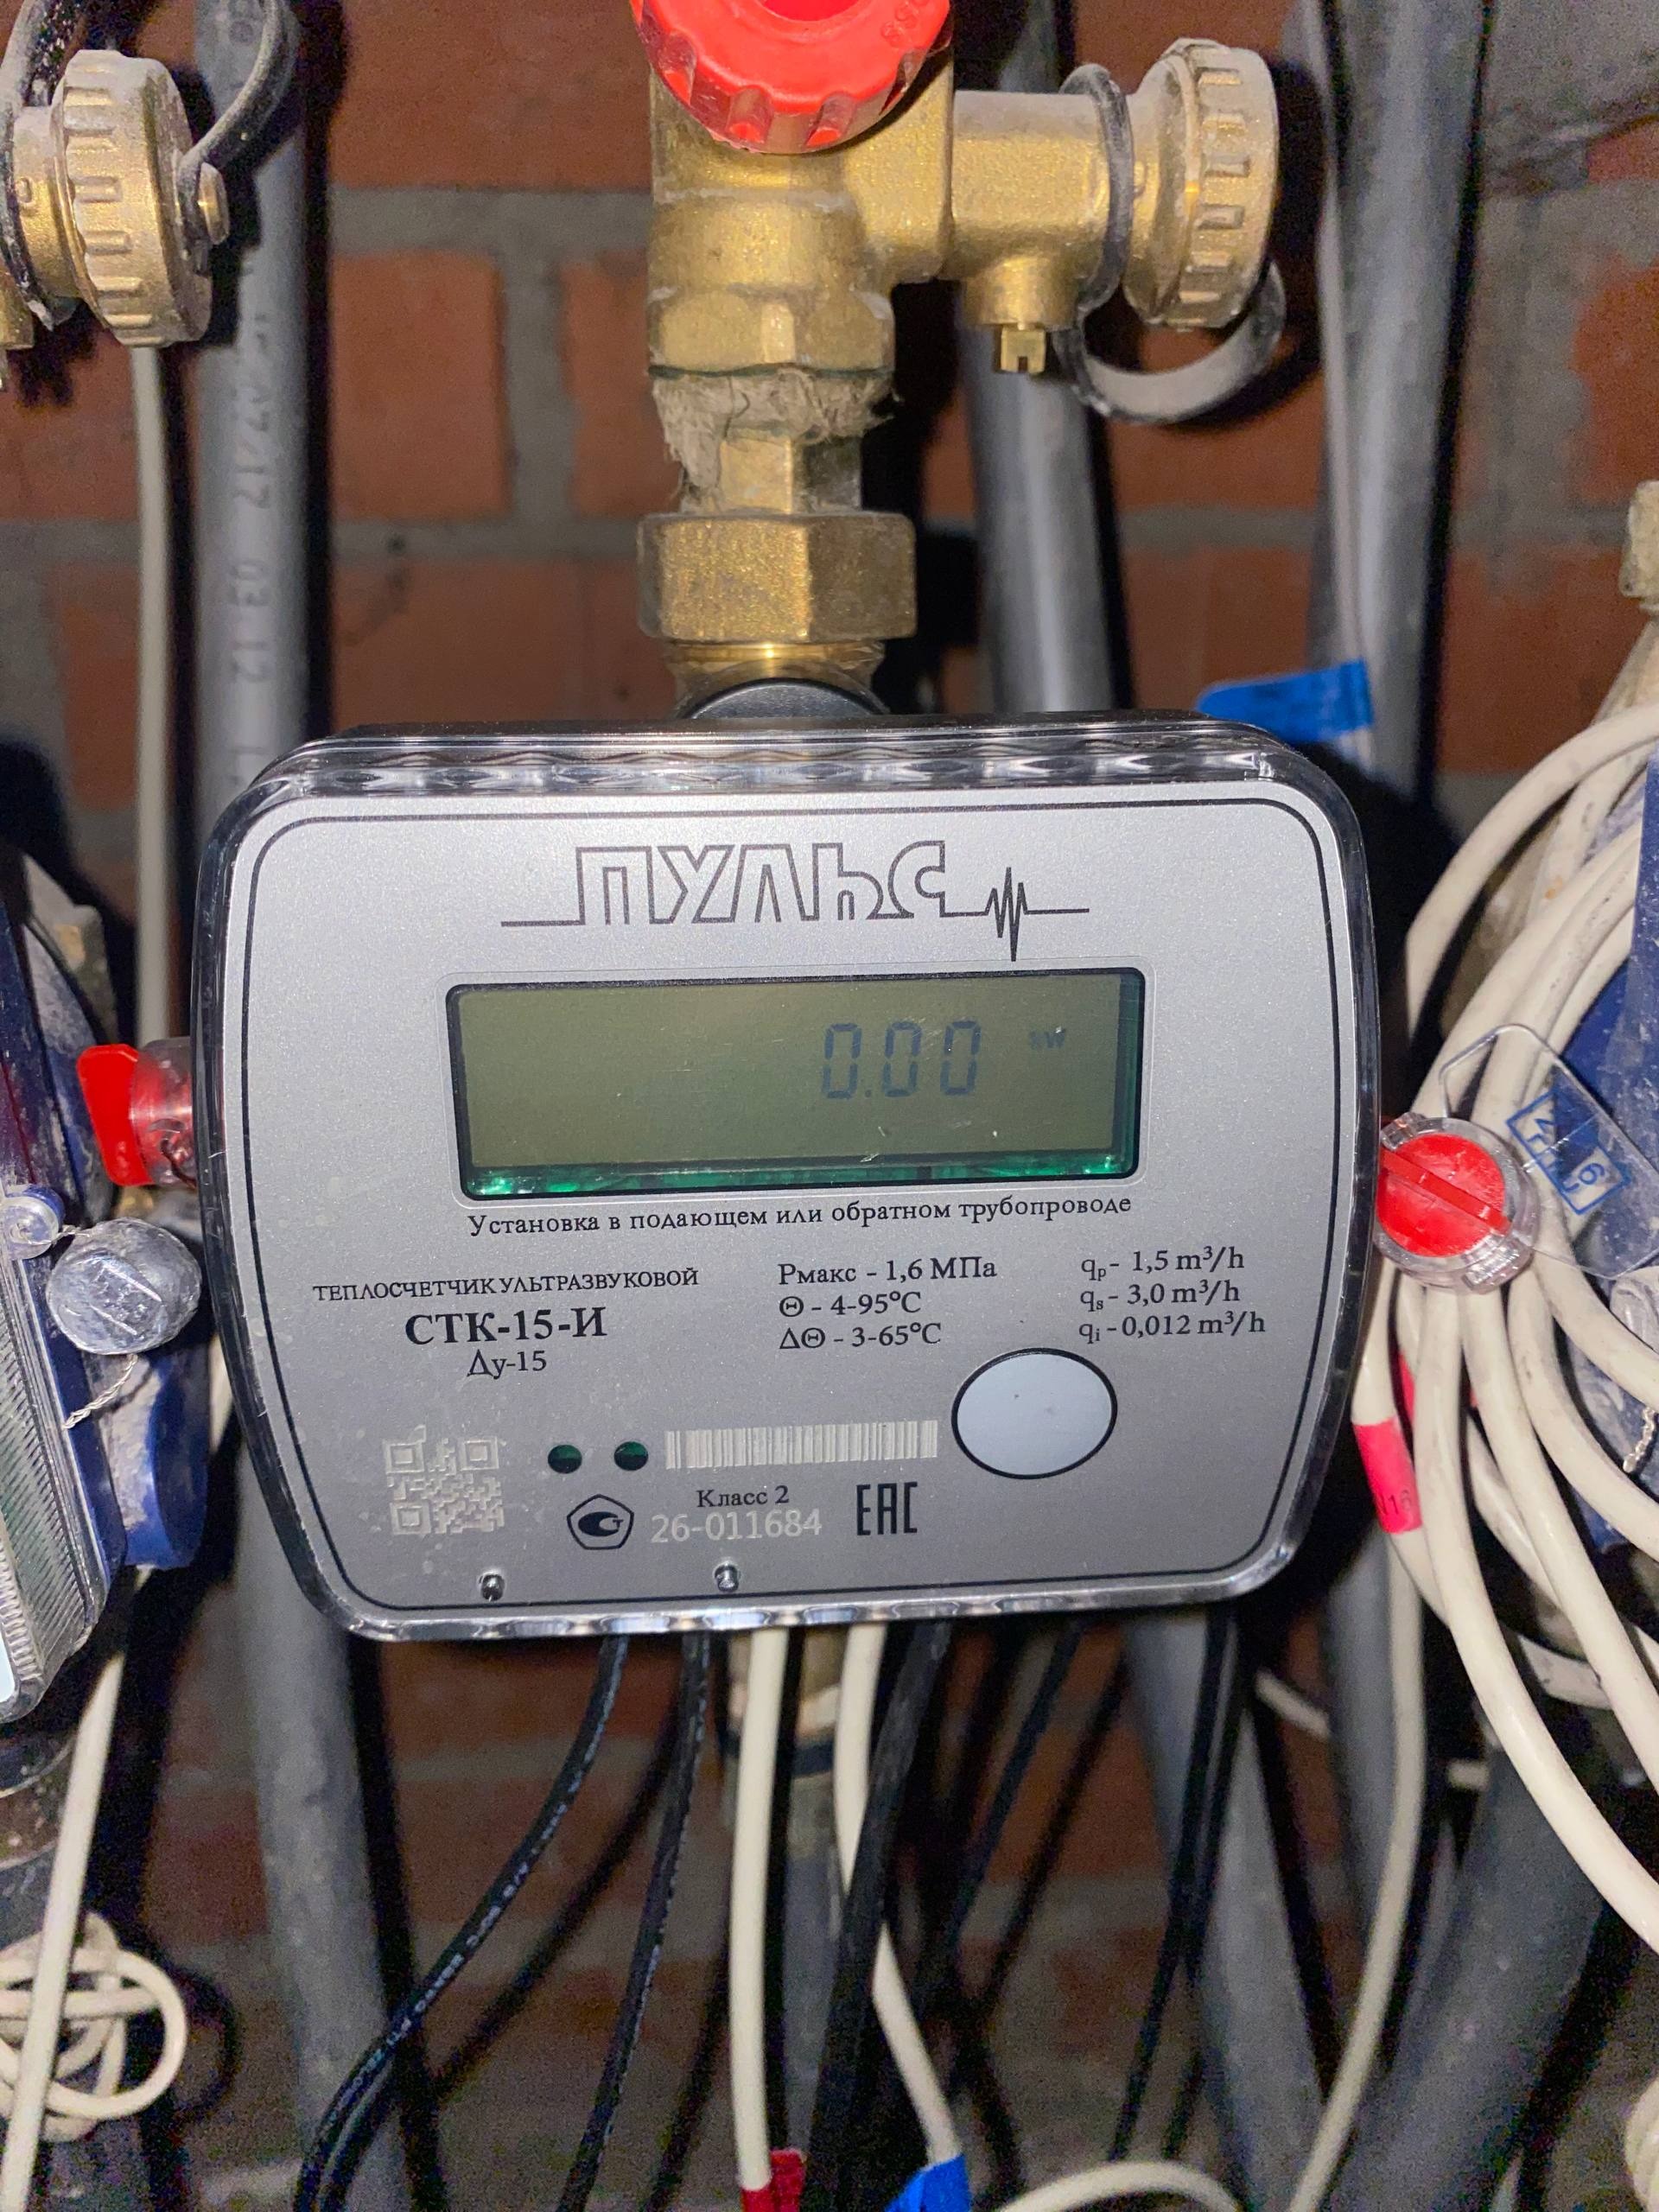 ПУЛЬС
0.00 kW
Установка в подающем или обратном трубопроводе
ТЕПЛОСЧЕТЧИК УЛЬТРАЗВУКОВОЙ
СТК-15-И
Ду-15
Рмакс - 1,6 МПа
Θ - 4-95°C
ΔΘ - 3-65°C
qp - 1,5 m³/h
qs - 3,0 m³/h
qi - 0,012 m³/h
Класс 2
26-011684
EAC